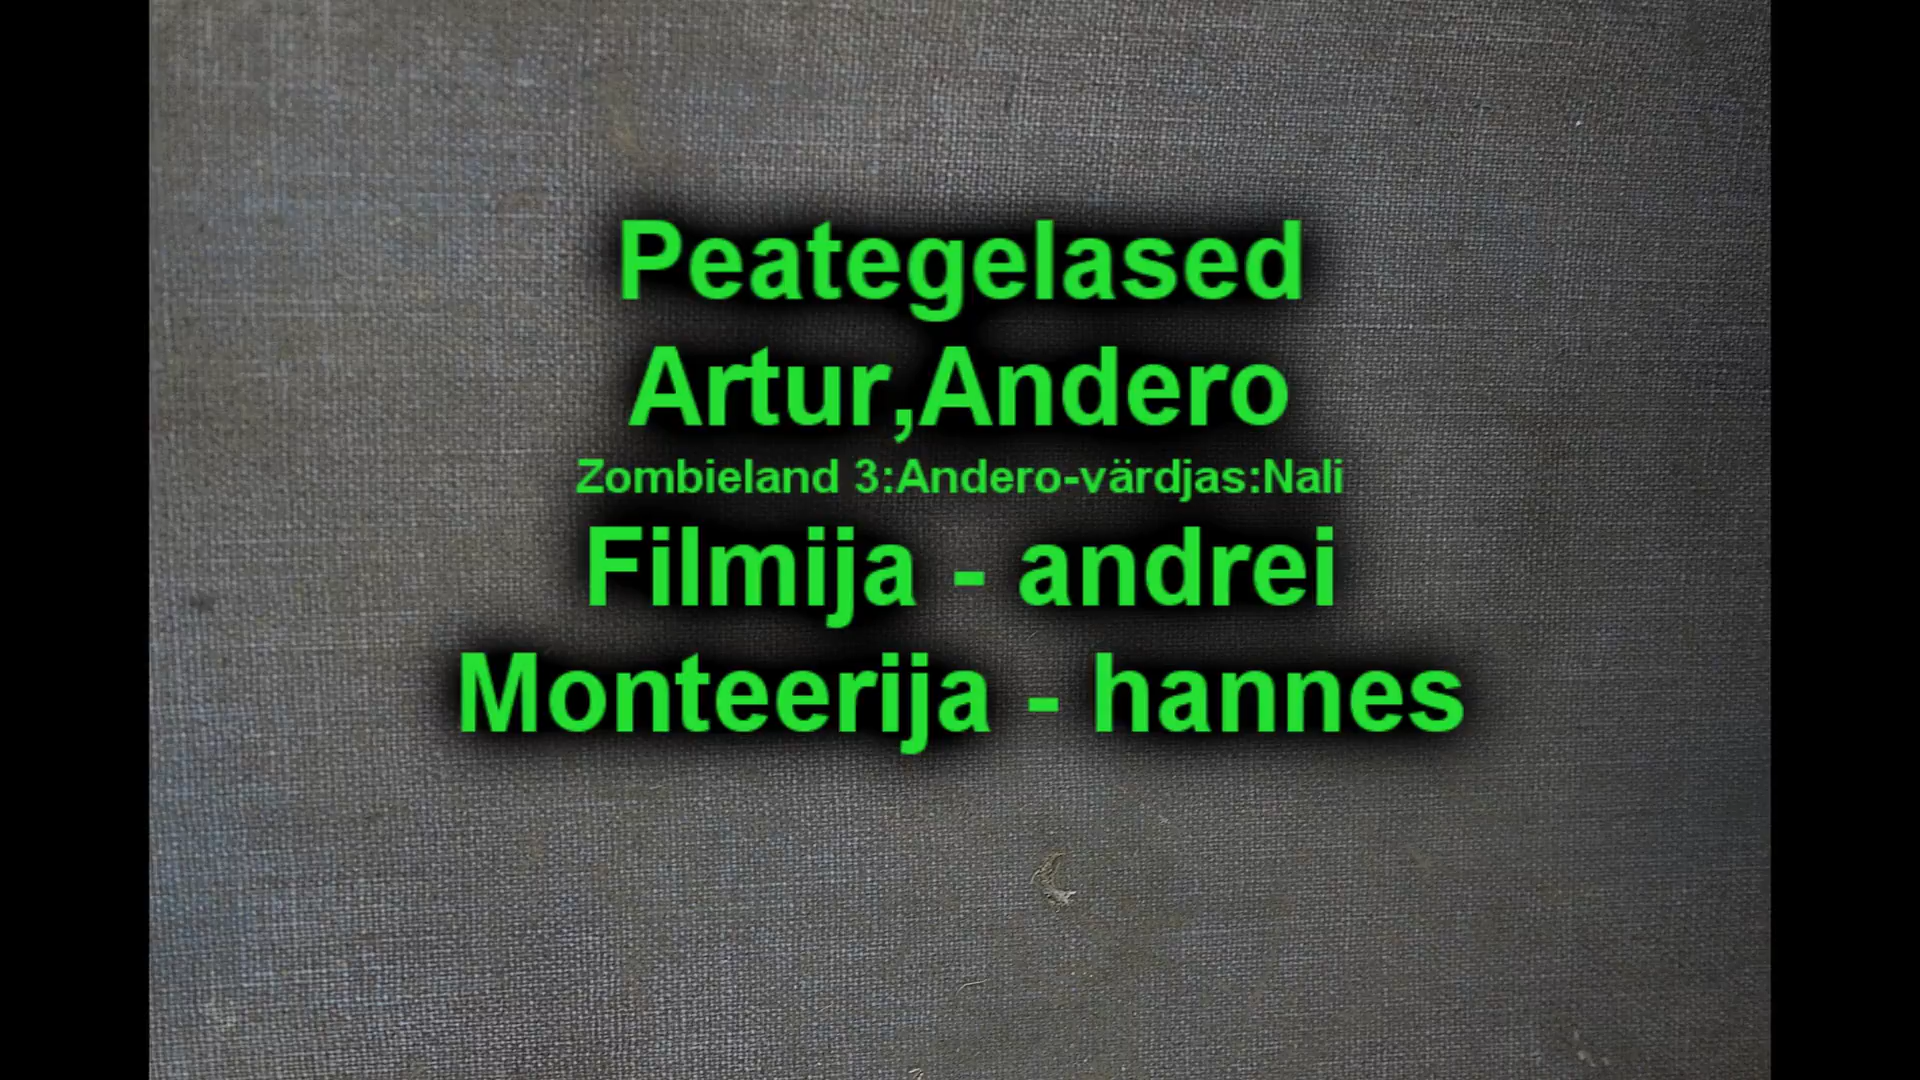 Peategelased
Artur,Andero
Zombieland 3:Andero-värdjas:Nali
Filmija - andrei
Monteerija - hannes